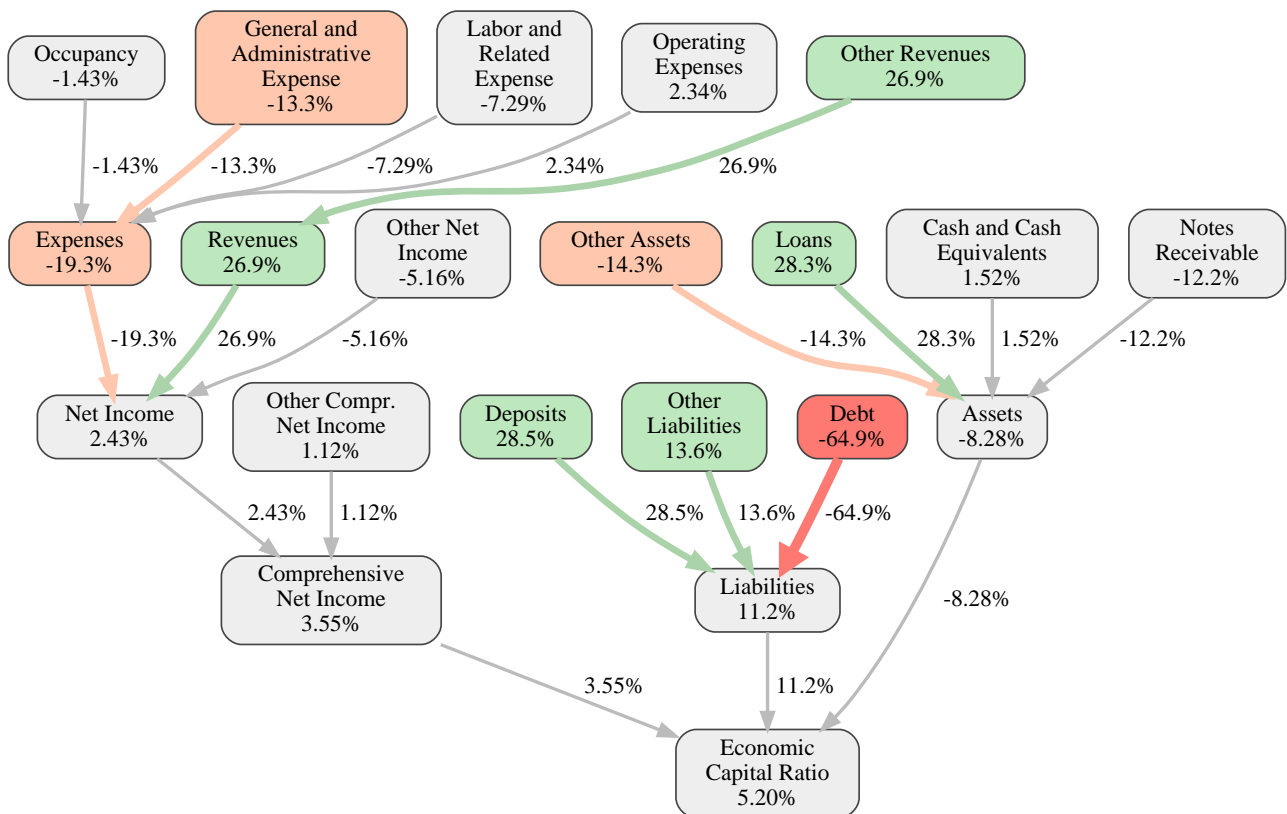 Occupancy
-1.43%
General and
Administrative
Expense
-13.3%
Labor and
Related
Expense
-7.29%
Operating
Expenses
2.34%
Other Revenues
26.9%
-1.43%
-13.3%
-7.29%
2.34%
26.9%
Expenses
-19.3%
Revenues
26.9%
Other Net
Income
-5.16%
Other Assets
-14.3%
Loans
28.3%
Cash and Cash
Equivalents
1.52%
Notes
Receivable
-12.2%
-19.3%
26.9%
-5.16%
-14.3%
28.3%
1.52%
-12.2%
Net Income
2.43%
Other Compr.
Net Income
1.12%
Deposits
28.5%
Other
Liabilities
13.6%
Debt
-64.9%
Assets
-8.28%
2.43%
1.12%
28.5%
13.6%
-64.9%
Comprehensive
Net Income
3.55%
Liabilities
11.2%
-8.28%
3.55%
11.2%
Economic
Capital Ratio
5.20%